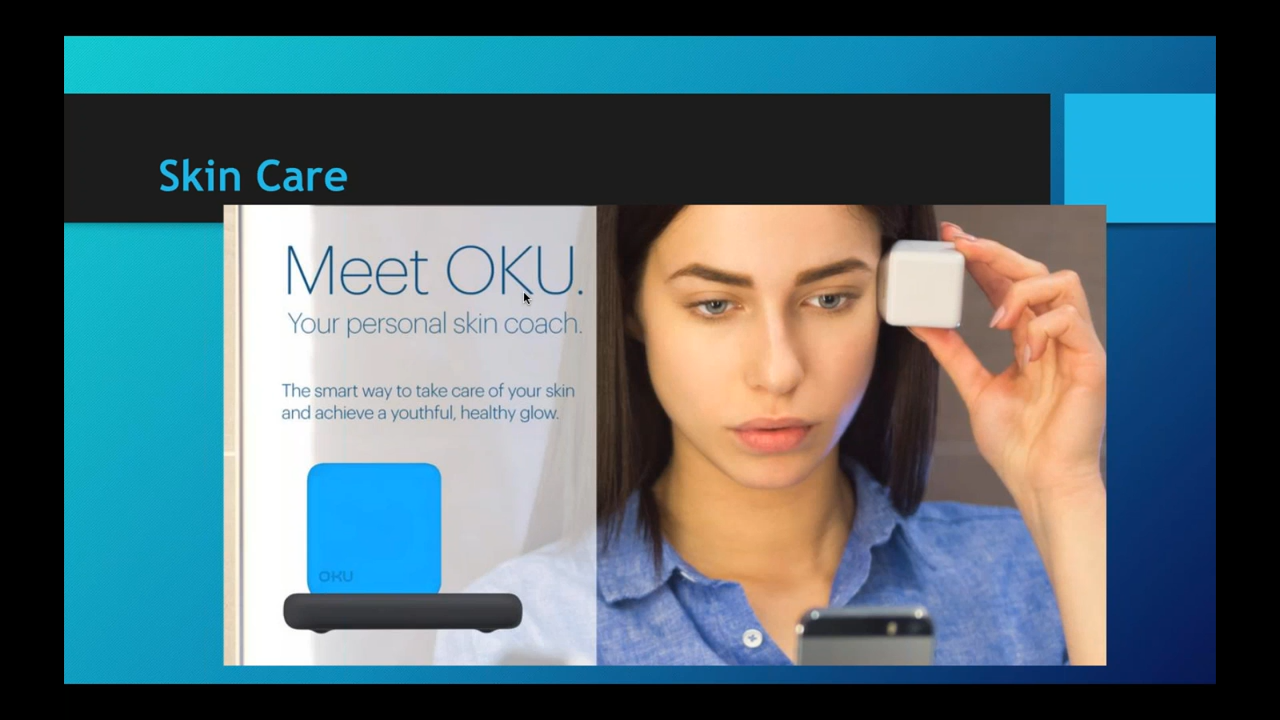 Skin Care
Meet OKU.
Your personal skin coach.
The smart way to take care of your skin
and achieve a youthful, healthy glow.
OKU